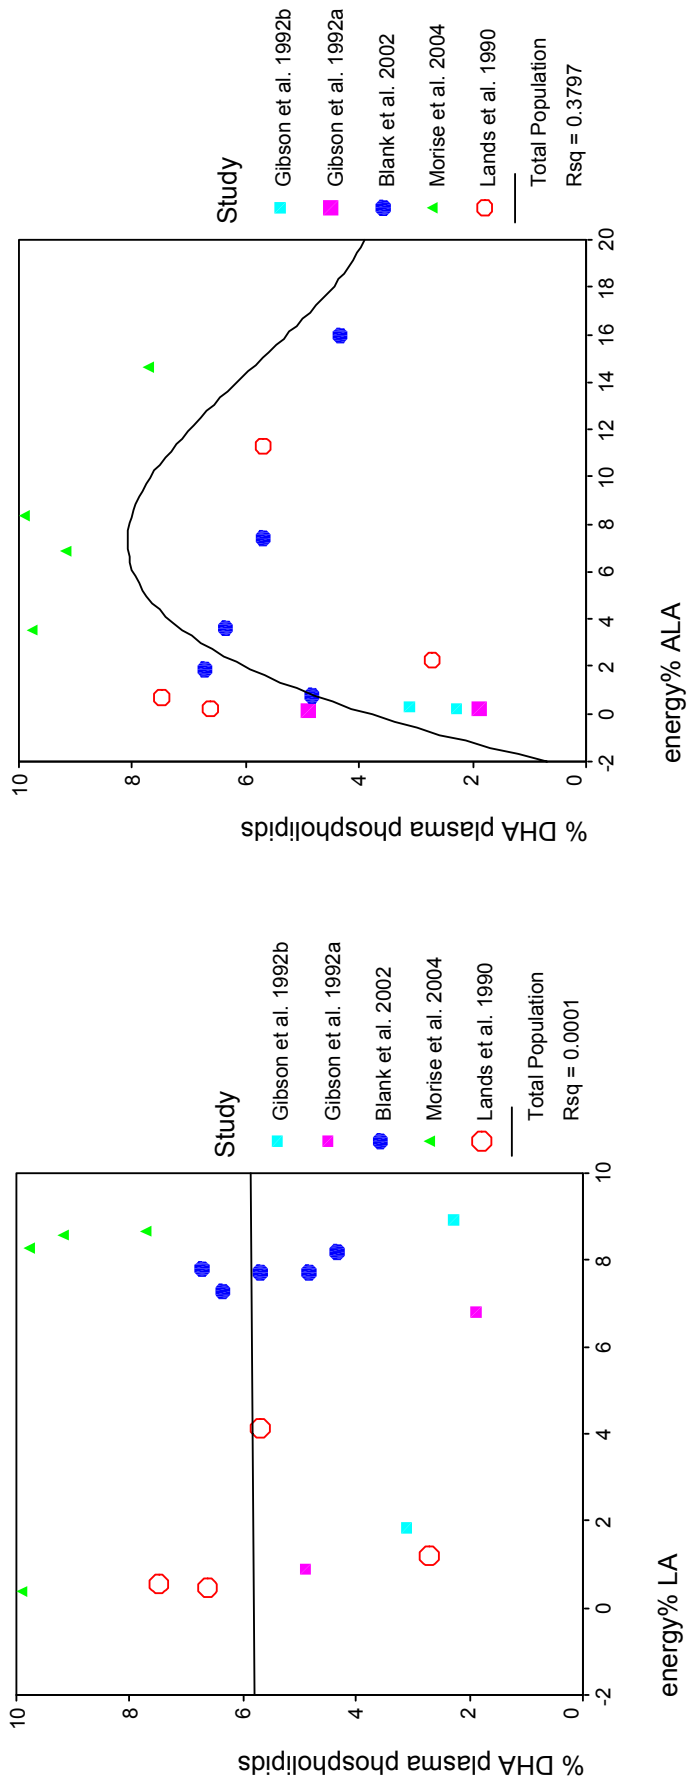 % DHA plasma phospholipids
10
8
6
4
2
0
-2
0
2
4
6
8
10
energy% LA
Study
Gibson et al. 1992b
Gibson et al. 1992a
Blank et al. 2002
Morise et al. 2004
Lands et al. 1990
Total Population
Rsq = 0.0001
% DHA plasma phospholipids
10
8
6
4
2
0
-2
0
2
4
6
8
10
12
14
16
18
20
energy% ALA
Study
Gibson et al. 1992b
Gibson et al. 1992a
Blank et al. 2002
Morise et al. 2004
Lands et al. 1990
Total Population
Rsq = 0.3797